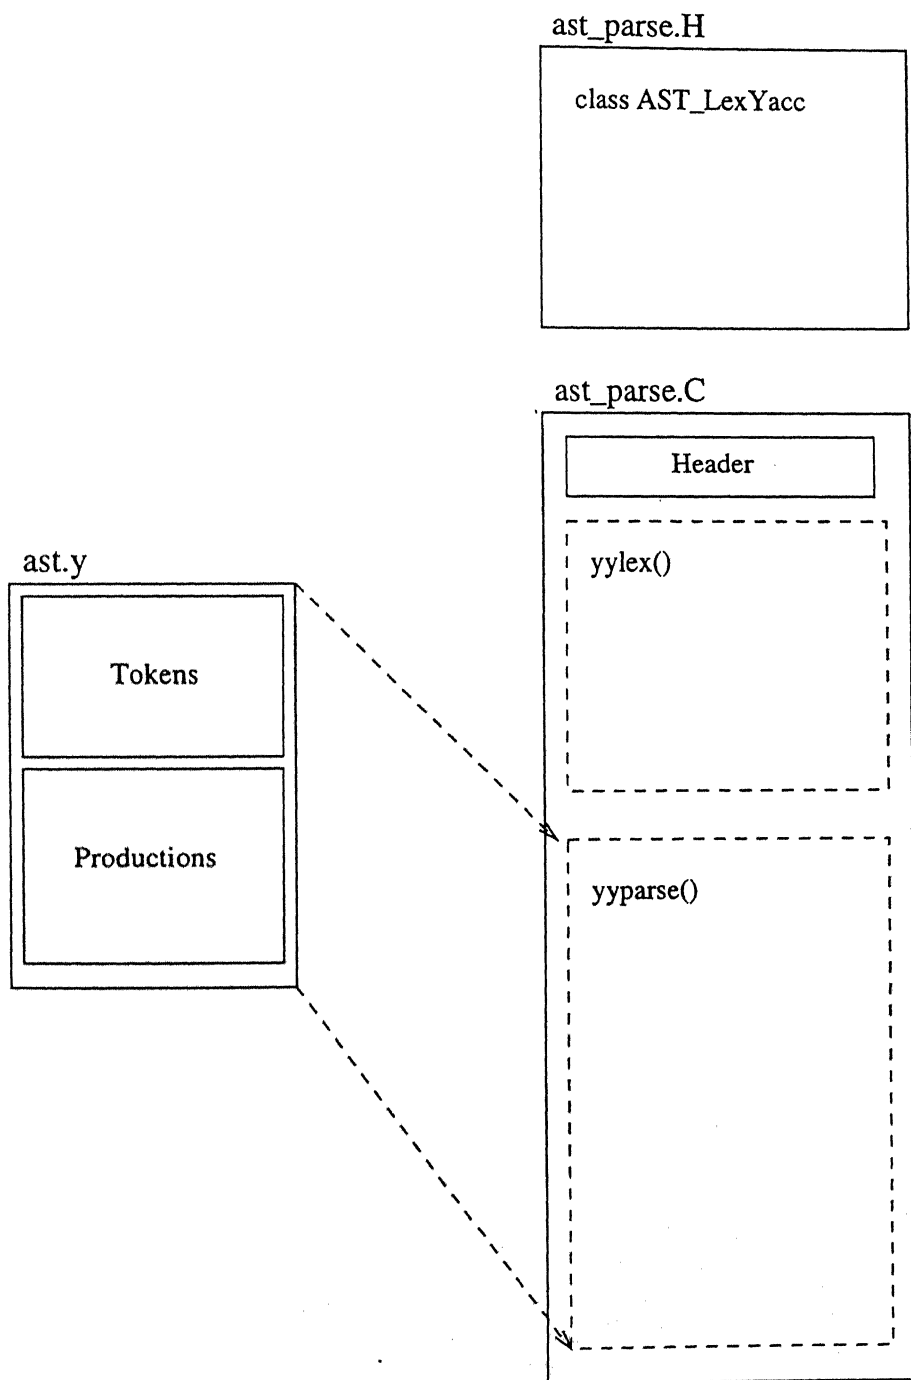 ast_parse.H
class AST_LexYacc
ast_parse.C
Header
yylex()
ast.y
Tokens
Productions
yyparse()